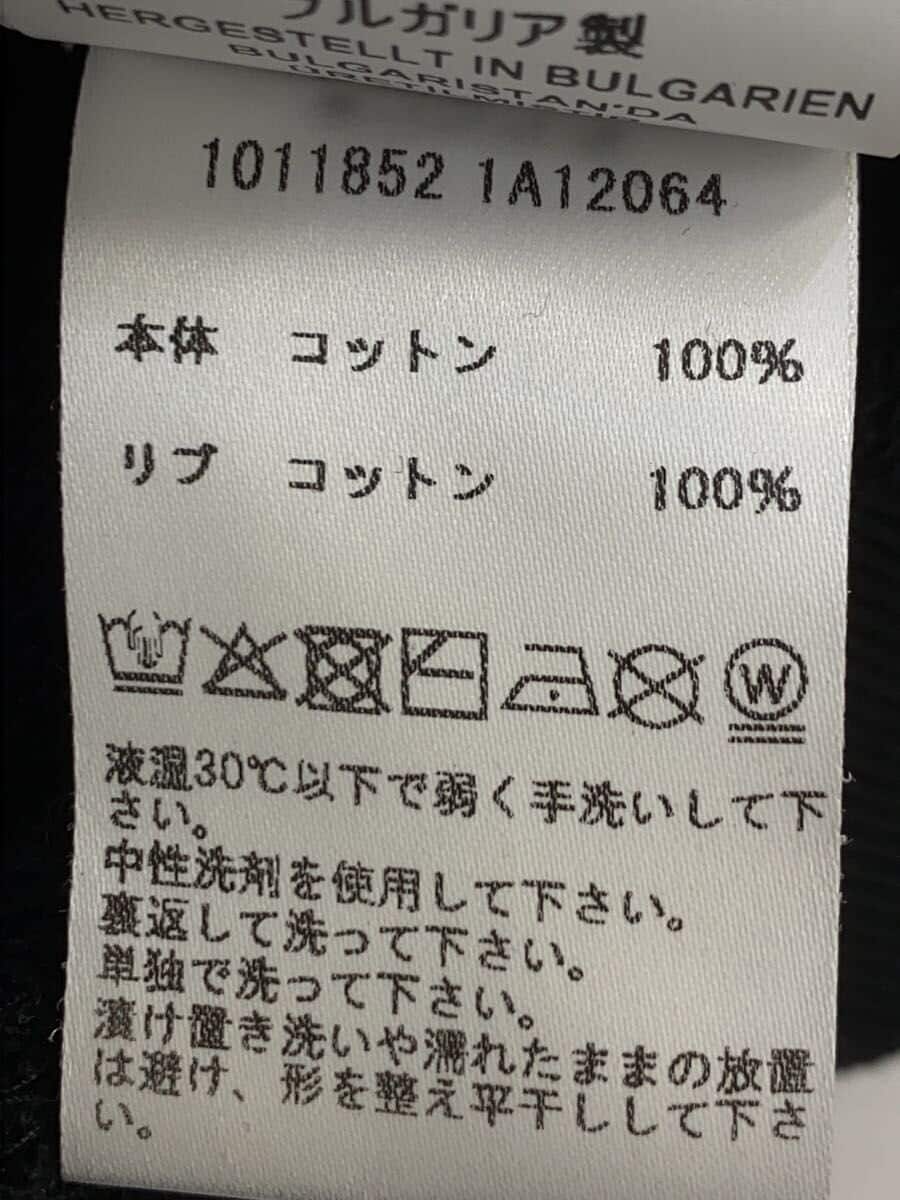 ブルガリア製
HERGESTELLT IN BULGARIEN
BULGARISTAN'DA
1011852 1A12064
本体 コットン 100%
リブ コットン 100%
W
液温30℃以下で弱く手洗いして下
さい。
中性洗剤を使用して下さい。
裏返して洗って下さい。
単独で洗って下さい。
漬け置き洗いや濡れたままの放置
は避け、形を整え平干しして下さ
い。